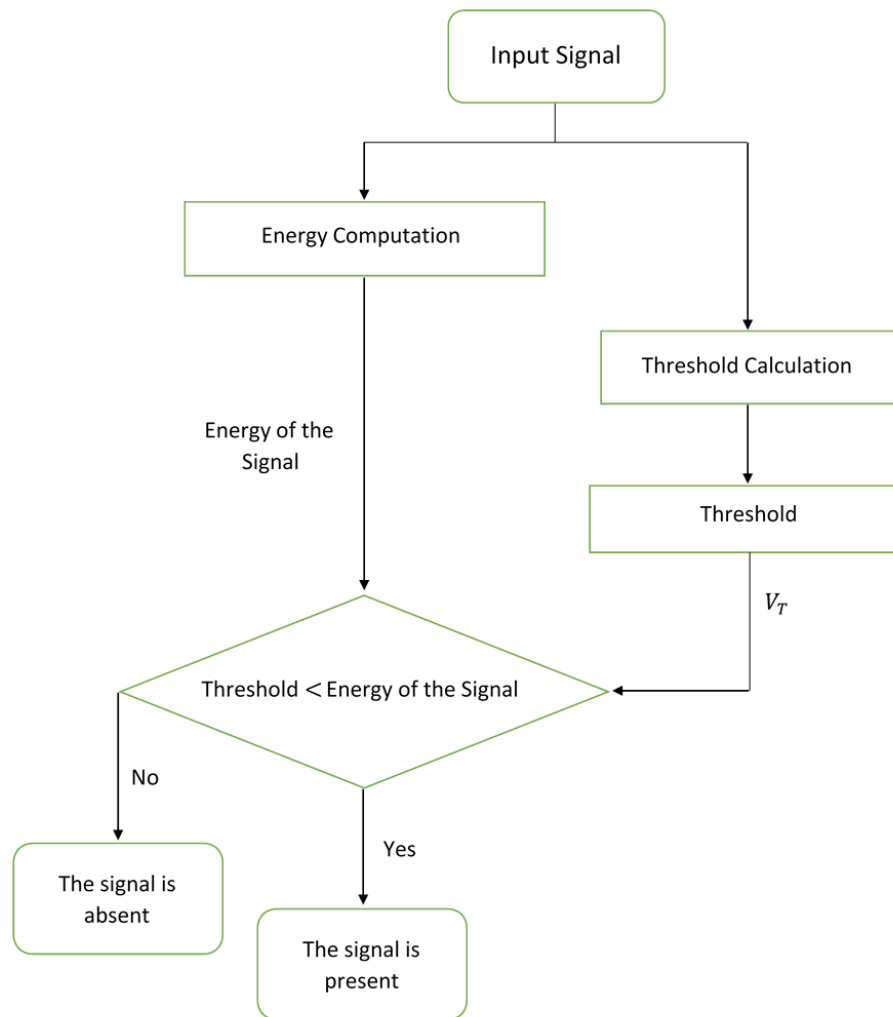 Input Signal
Energy Computation
Threshold Calculation
Energy of the
Signal
Threshold
V_T
Threshold < Energy of the Signal
No
Yes
The signal is
absent
The signal is
present